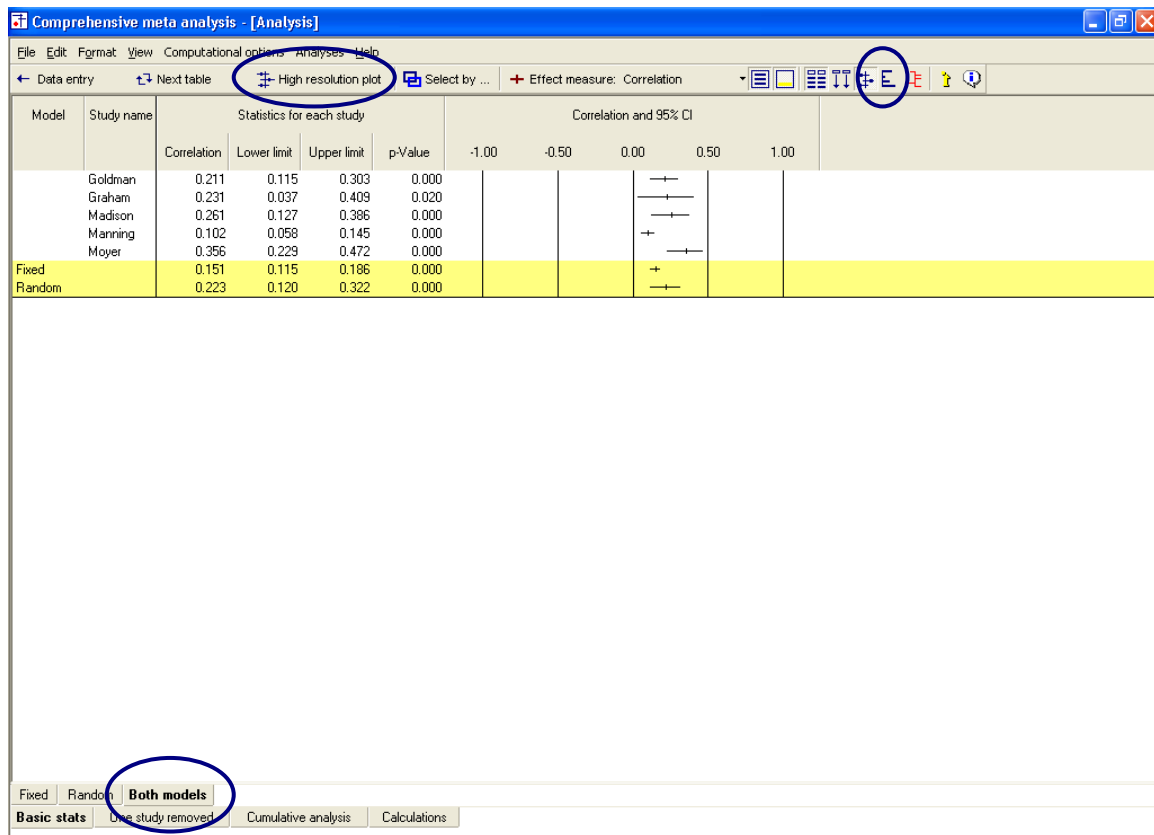 Comprehensive meta analysis - [Analysis]
File Edit Format View Computational options Analyses Help
Data entry Next table High resolution plot Select by ... Effect measure: Correlation
Model Study name Statistics for each study Correlation and 95% CI
Correlation Lower limit Upper limit p-Value -1.00 -0.50 0.00 0.50 1.00
Goldman 0.211 0.115 0.303 0.000
Graham 0.231 0.037 0.409 0.020
Madison 0.261 0.127 0.386 0.000
Manning 0.102 0.058 0.145 0.000
Moyer 0.356 0.229 0.472 0.000
Fixed 0.151 0.115 0.186 0.000
Random 0.223 0.120 0.322 0.000
Fixed Random Both models
Basic stats One study removed Cumulative analysis Calculations